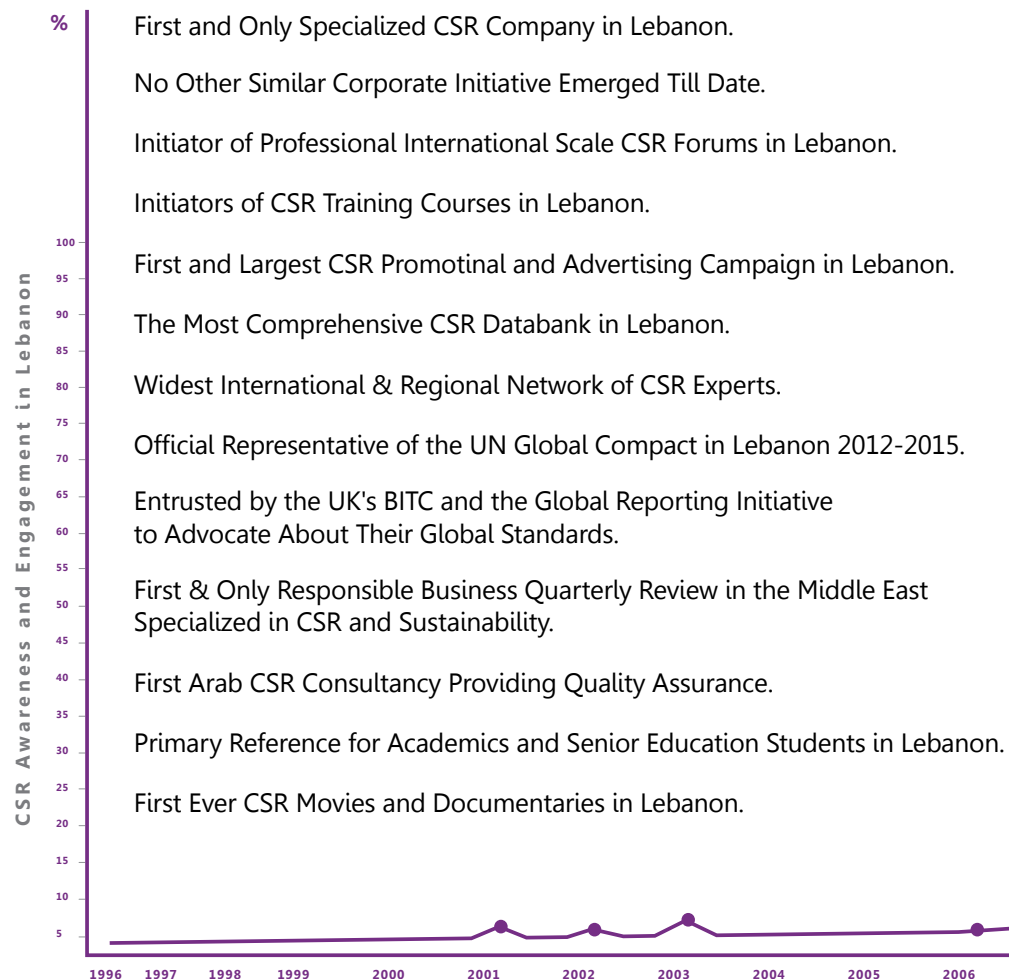 %
First and Only Specialized CSR Company in Lebanon.
No Other Similar Corporate Initiative Emerged Till Date.
Initiator of Professional International Scale CSR Forums in Lebanon.
Initiators of CSR Training Courses in Lebanon.
First and Largest CSR Promotinal and Advertising Campaign in Lebanon.
The Most Comprehensive CSR Databank in Lebanon.
Widest International & Regional Network of CSR Experts.
Official Representative of the UN Global Compact in Lebanon 2012-2015.
Entrusted by the UK's BITC and the Global Reporting Initiative
to Advocate About Their Global Standards.
First & Only Responsible Business Quarterly Review in the Middle East
Specialized in CSR and Sustainability.
First Arab CSR Consultancy Providing Quality Assurance.
Primary Reference for Academics and Senior Education Students in Lebanon.
First Ever CSR Movies and Documentaries in Lebanon.
CSR Awareness and Engagement in Lebanon
100
95
90
85
80
75
70
65
60
55
50
45
40
35
30
25
20
15
10
5
1996 1997 1998 1999 2000 2001 2002 2003 2004 2005 2006